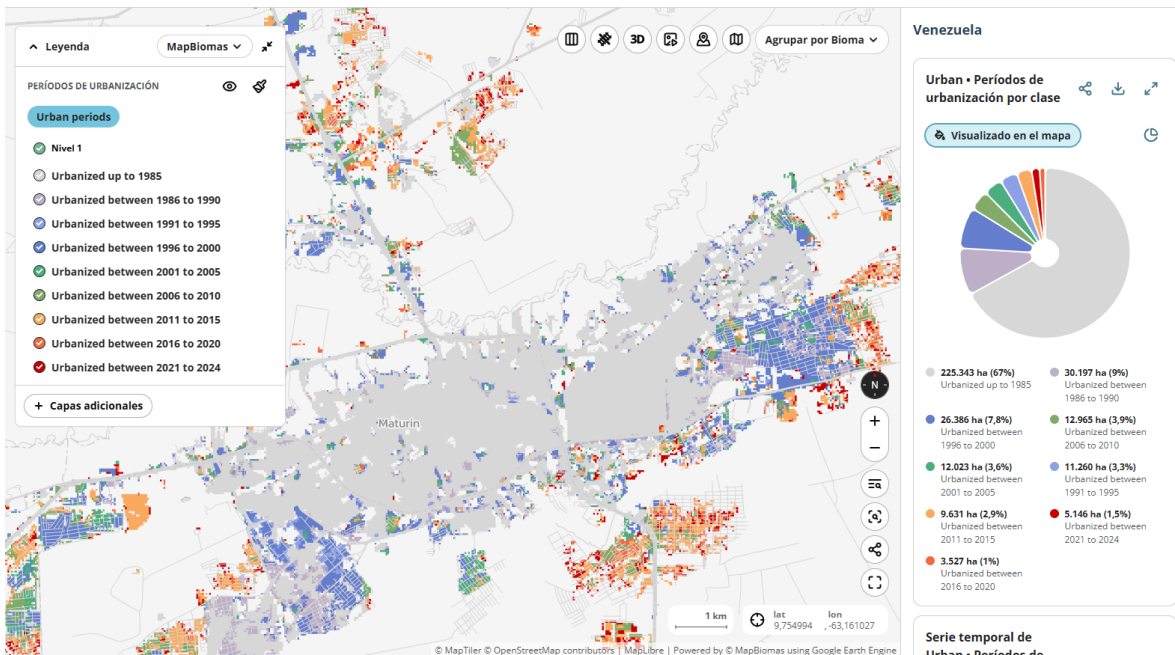 Leyenda
MapBiomas
PERÍODOS DE URBANIZACIÓN
Urban periods
Nivel 1
Urbanized up to 1985
Urbanized between 1986 to 1990
Urbanized between 1991 to 1995
Urbanized between 1996 to 2000
Urbanized between 2001 to 2005
Urbanized between 2006 to 2010
Urbanized between 2011 to 2015
Urbanized between 2016 to 2020
Urbanized between 2021 to 2024
+ Capas adicionales
3D
Agrupar por Bioma
Maturin
N
+
−
1 km
lat
9,754994
lon
,-63,161027
© MapTiler © OpenStreetMap contributors | MapLibre | Powered by © MapBiomas using Google Earth Engine
Venezuela
Urban • Períodos de
urbanización por clase
Visualizado en el mapa
225.343 ha (67%)
Urbanized up to 1985
30.197 ha (9%)
Urbanized between
1986 to 1990
26.386 ha (7,8%)
Urbanized between
1996 to 2000
12.965 ha (3,9%)
Urbanized between
2006 to 2010
12.023 ha (3,6%)
Urbanized between
2001 to 2005
11.260 ha (3,3%)
Urbanized between
1991 to 1995
9.631 ha (2,9%)
Urbanized between
2011 to 2015
5.146 ha (1,5%)
Urbanized between
2021 to 2024
3.527 ha (1%)
Urbanized between
2016 to 2020
Serie temporal de
Urban • Períodos de